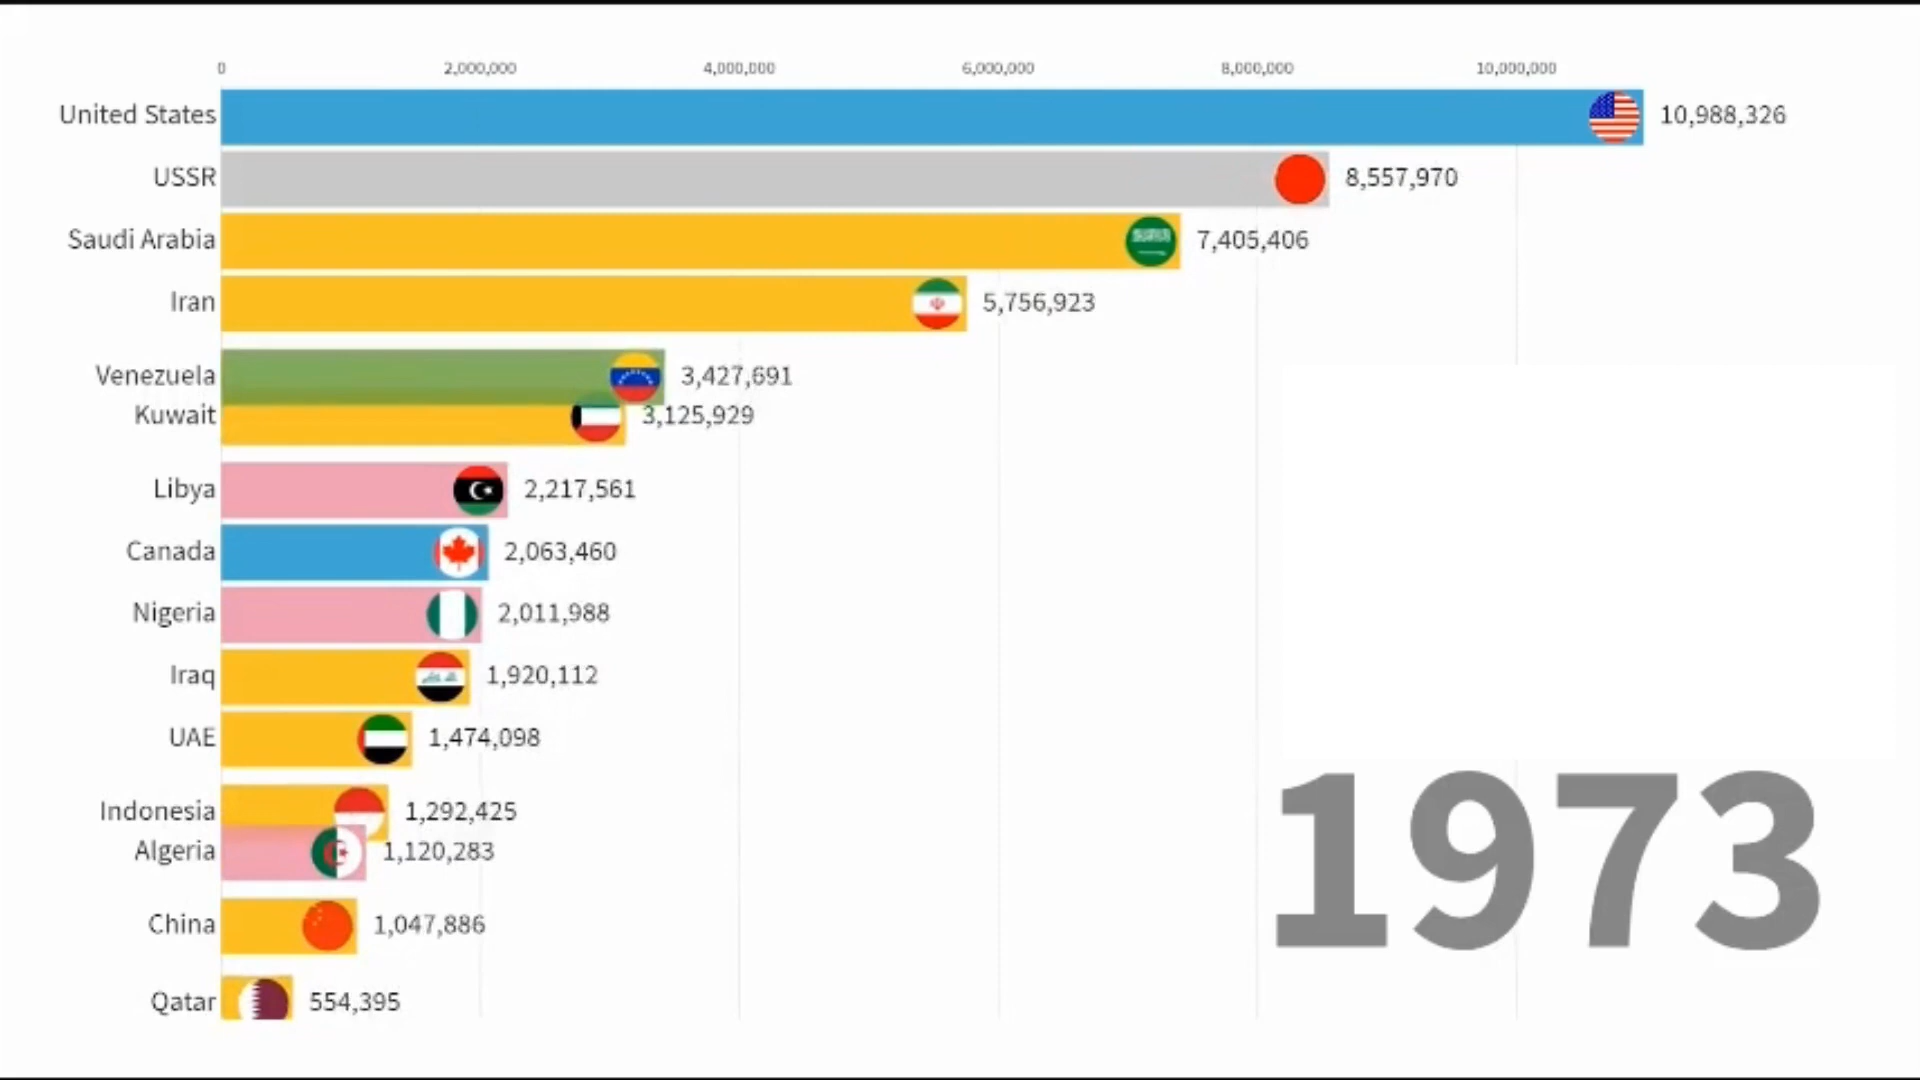 0 2,000,000 4,000,000 6,000,000 8,000,000 10,000,000
United States 10,988,326
USSR 8,557,970
Saudi Arabia 7,405,406
Iran 5,756,923
Venezuela 3,427,691
Kuwait 3,125,929
Libya 2,217,561
Canada 2,063,460
Nigeria 2,011,988
Iraq 1,920,112
UAE 1,474,098
Indonesia 1,292,425
Algeria 1,120,283
China 1,047,886
Qatar 554,395
1973